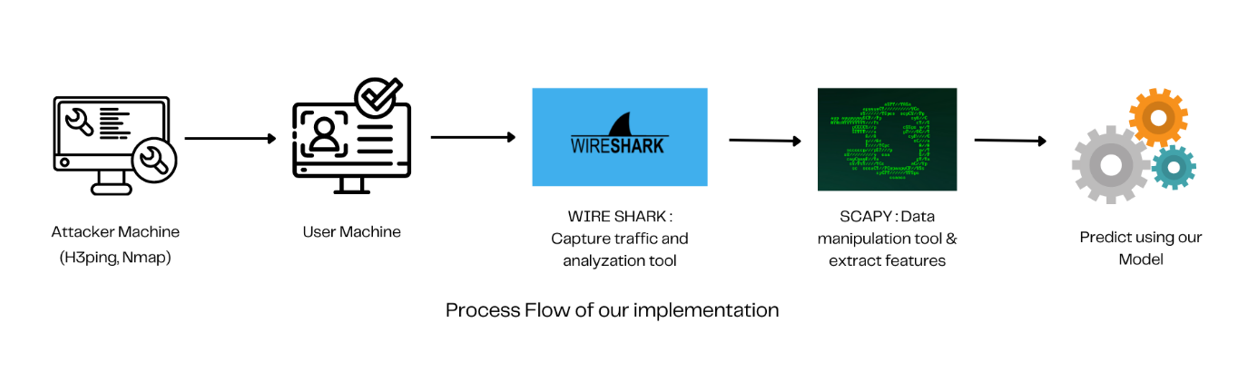 WIRESHARK
Attacker Machine
(H3ping, Nmap)
User Machine
WIRE SHARK :
Capture traffic and
analyzation tool
SCAPY : Data
manipulation tool &
extract features
Predict using our
Model
Process Flow of our implementation